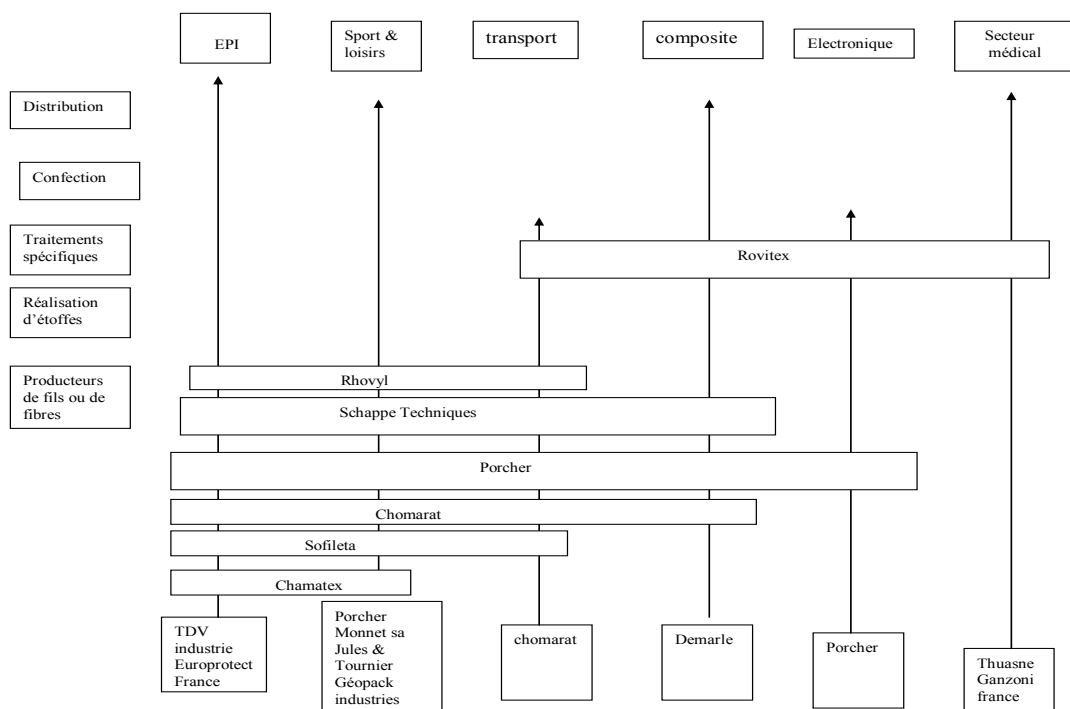 EPI
Sport &
loisirs
transport
composite
Electronique
Secteur
médical
Distribution
Confection
Traitements
spécifiques
Rovitex
Réalisation
d'étoffes
Producteurs
de fils ou de
fibres
Rhovyl
Schappe Techniques
Porcher
Chomarat
Sofileta
Chamatex
TDV
industrie
Europrotect
France
Porcher
Monnet sa
Jules &
Tournier
Géopack
industries
chomarat
Demarle
Porcher
Thuasne
Ganzoni
france